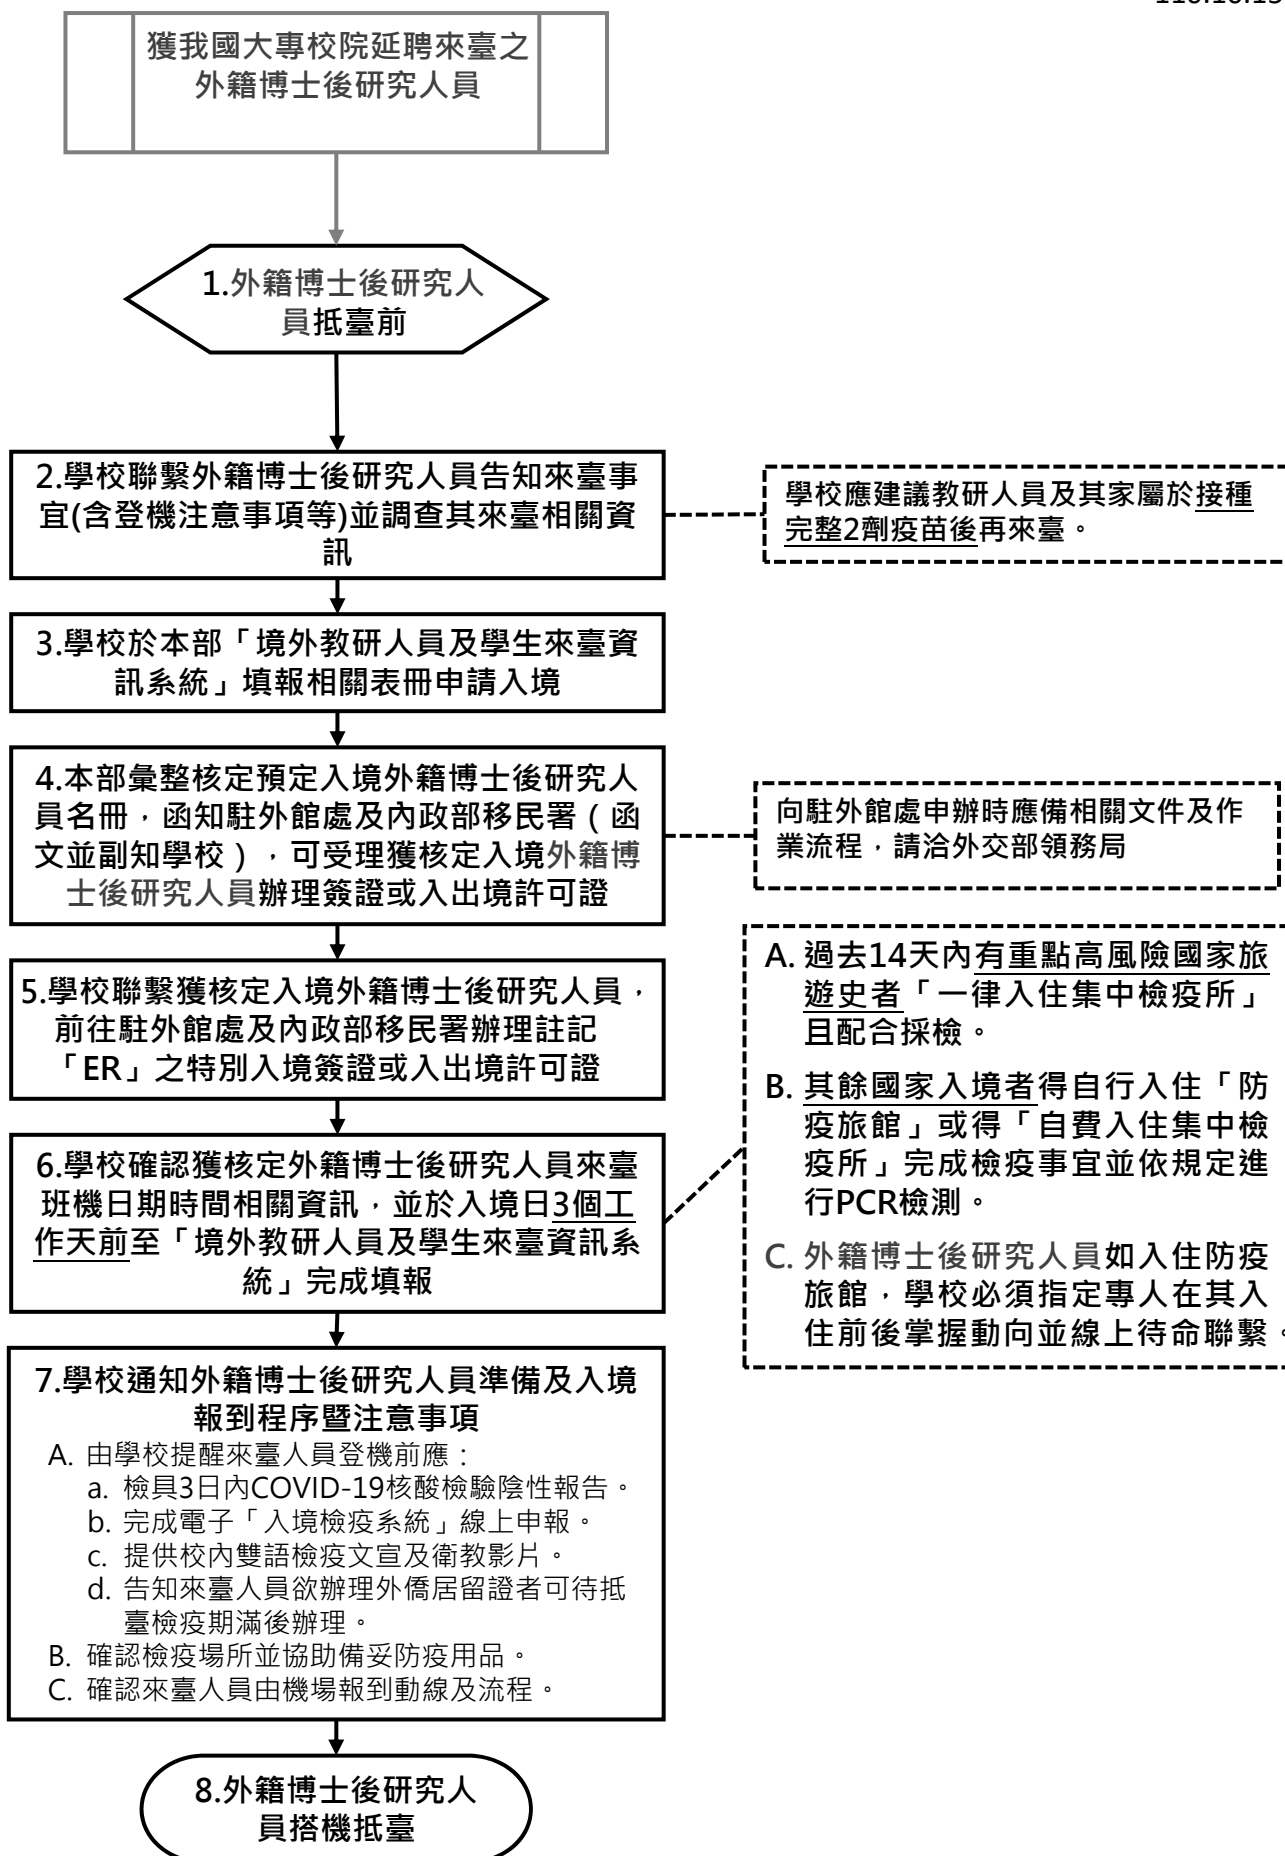 獲我國大專校院延聘來臺之
外籍博士後研究人員
1.外籍博士後研究人
員抵臺前
2.學校聯繫外籍博士後研究人員告知來臺事
宜(含登機注意事項等)並調查其來臺相關資
訊
學校應建議教研人員及其家屬於接種
完整2劑疫苗後再來臺。
3.學校於本部「境外教研人員及學生來臺資
訊系統」填報相關表冊申請入境
4.本部彙整核定預定入境外籍博士後研究人
員名冊，函知駐外館處及內政部移民署（函
文並副知學校），可受理獲核定入境外籍博
士後研究人員辦理簽證或入出境許可證
向駐外館處申辦時應備相關文件及作
業流程，請洽外交部領務局
5.學校聯繫獲核定入境外籍博士後研究人員，
前往駐外館處及內政部移民署辦理註記
「ER」之特別入境簽證或入出境許可證
6.學校確認獲核定外籍博士後研究人員來臺
班機日期時間相關資訊，並於入境日3個工
作天前至「境外教研人員及學生來臺資訊系
統」完成填報
A. 過去14天內有重點高風險國家旅
遊史者「一律入住集中檢疫所」
且配合採檢。
B. 其餘國家入境者得自行入住「防
疫旅館」或得「自費入住集中檢
疫所」完成檢疫事宜並依規定進
行PCR檢測。
C. 外籍博士後研究人員如入住防疫
旅館，學校必須指定專人在其入
住前後掌握動向並線上待命聯繫。
7.學校通知外籍博士後研究人員準備及入境
報到程序暨注意事項
A. 由學校提醒來臺人員登機前應：
a. 檢具3日內COVID-19核酸檢驗陰性報告。
b. 完成電子「入境檢疫系統」線上申報。
c. 提供校內雙語檢疫文宣及衛教影片。
d. 告知來臺人員欲辦理外僑居留證者可待抵
臺檢疫期滿後辦理。
B. 確認檢疫場所並協助備妥防疫用品。
C. 確認來臺人員由機場報到動線及流程。
8.外籍博士後研究人
員搭機抵臺